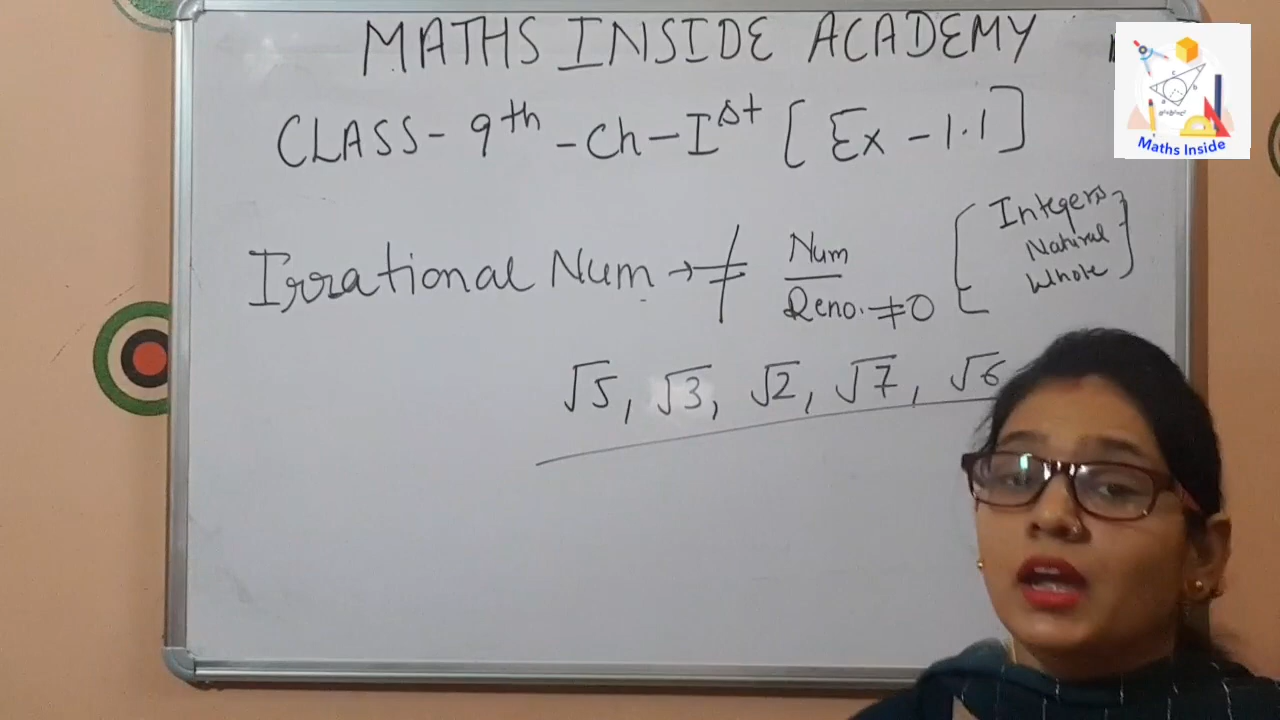 MATHS INSIDE ACADEMY
CLASS-9th-Ch-Ist [Ex-1.1]
Irrational Num → ≠ Num/Deno. ≠0 [Integers
Natural
Whole]
√5, √3, √2, √7, √6
Maths Inside